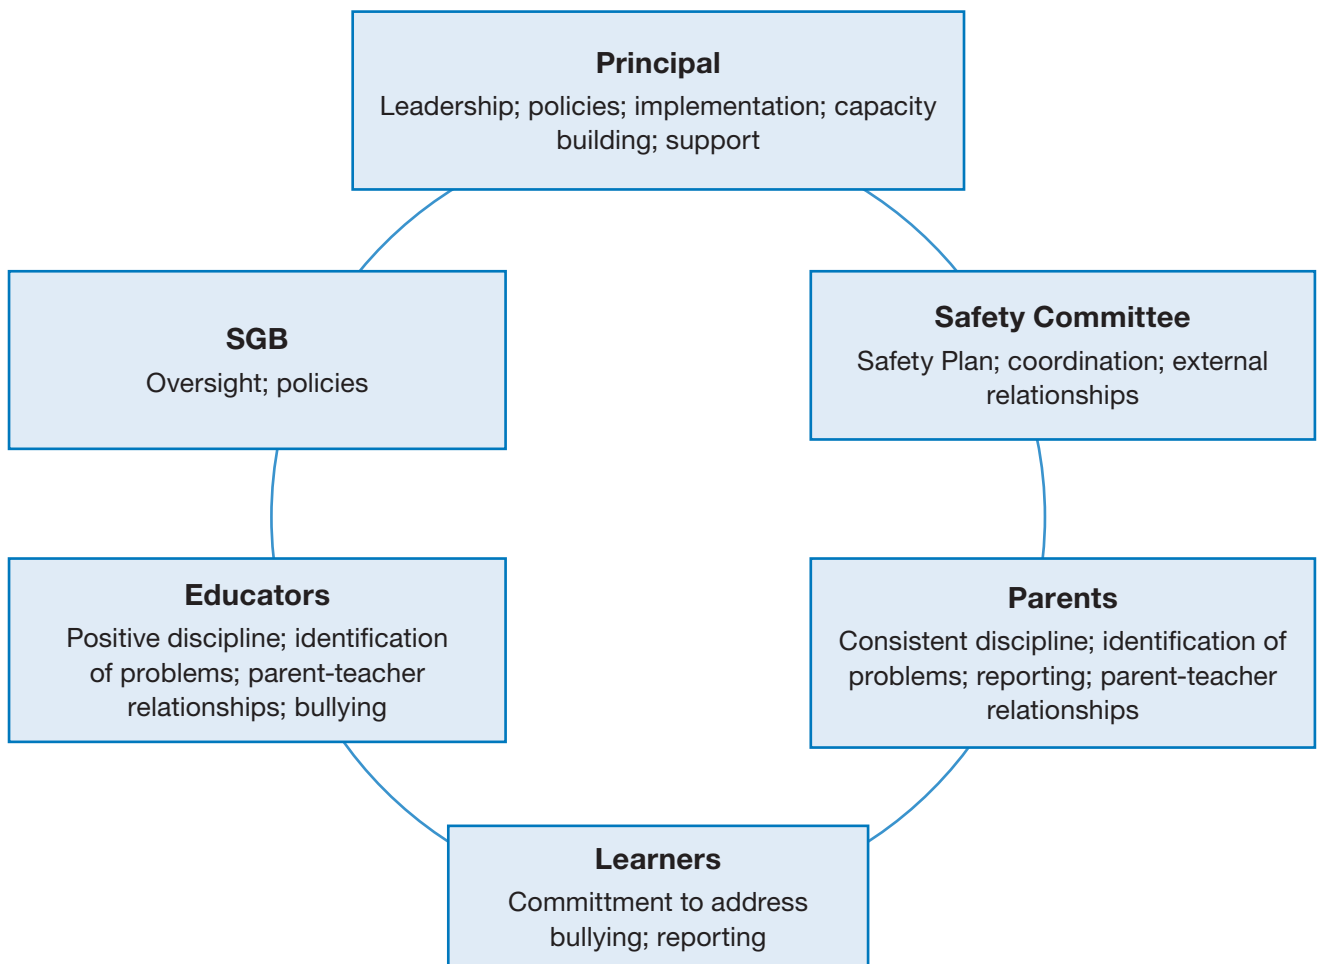 Principal
Leadership; policies; implementation; capacity
building; support
SGB
Oversight; policies
Safety Committee
Safety Plan; coordination; external
relationships
Educators
Positive discipline; identification
of problems; parent-teacher
relationships; bullying
Parents
Consistent discipline; identification of
problems; reporting; parent-teacher
relationships
Learners
Committment to address
bullying; reporting